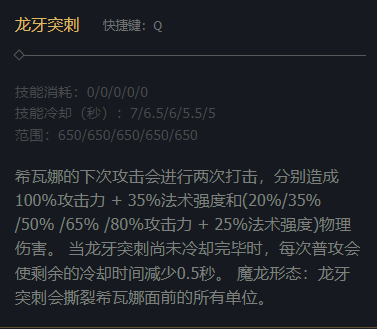 龙牙突刺 快捷键：Q
技能消耗：0/0/0/0/0
技能冷却（秒）：7/6.5/6/5.5/5
范围：650/650/650/650/650
希瓦娜的下次攻击会进行两次打击，分别造成
100%攻击力 + 35%法术强度和(20%/35%
/50% /65% /80%攻击力 + 25%法术强度)物理
伤害。 当龙牙突刺尚未冷却完毕时，每次普攻会
使剩余的冷却时间减少0.5秒。 魔龙形态：龙牙
突刺会撕裂希瓦娜面前的所有单位。